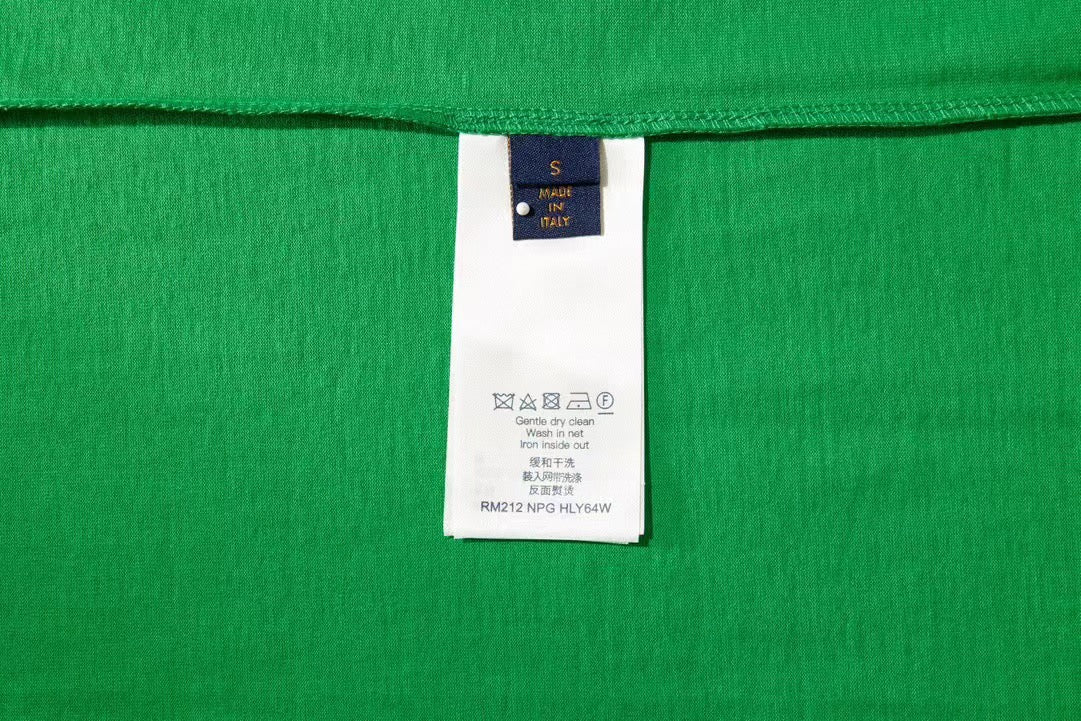 S
MADE
IN
ITALY
F
Gentle dry clean
Wash in net
Iron inside out
缓和干洗
装入网带洗涤
反面熨烫
RM212 NPG HLY64W